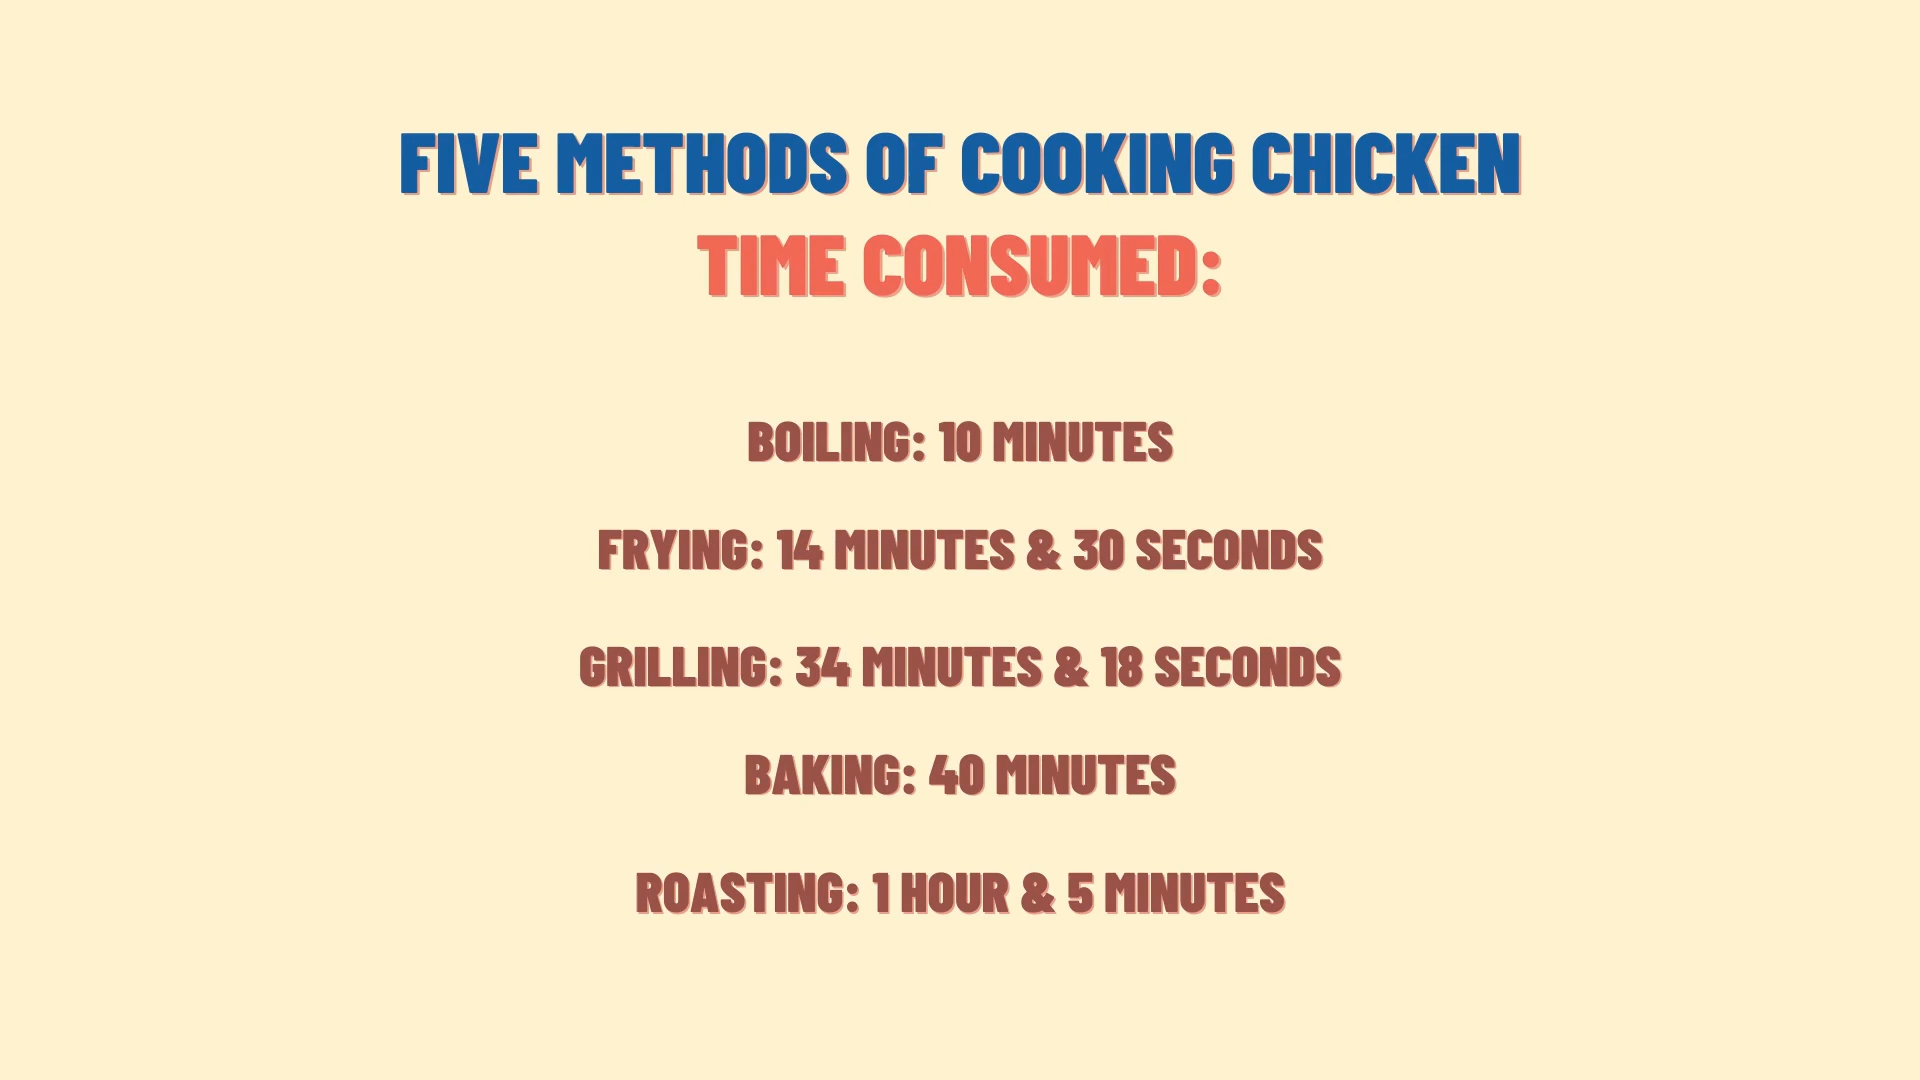 FIVE METHODS OF COOKING CHICKEN
TIME CONSUMED:
BOILING: 10 MINUTES
FRYING: 14 MINUTES & 30 SECONDS
GRILLING: 34 MINUTES & 18 SECONDS
BAKING: 40 MINUTES
ROASTING: 1 HOUR & 5 MINUTES